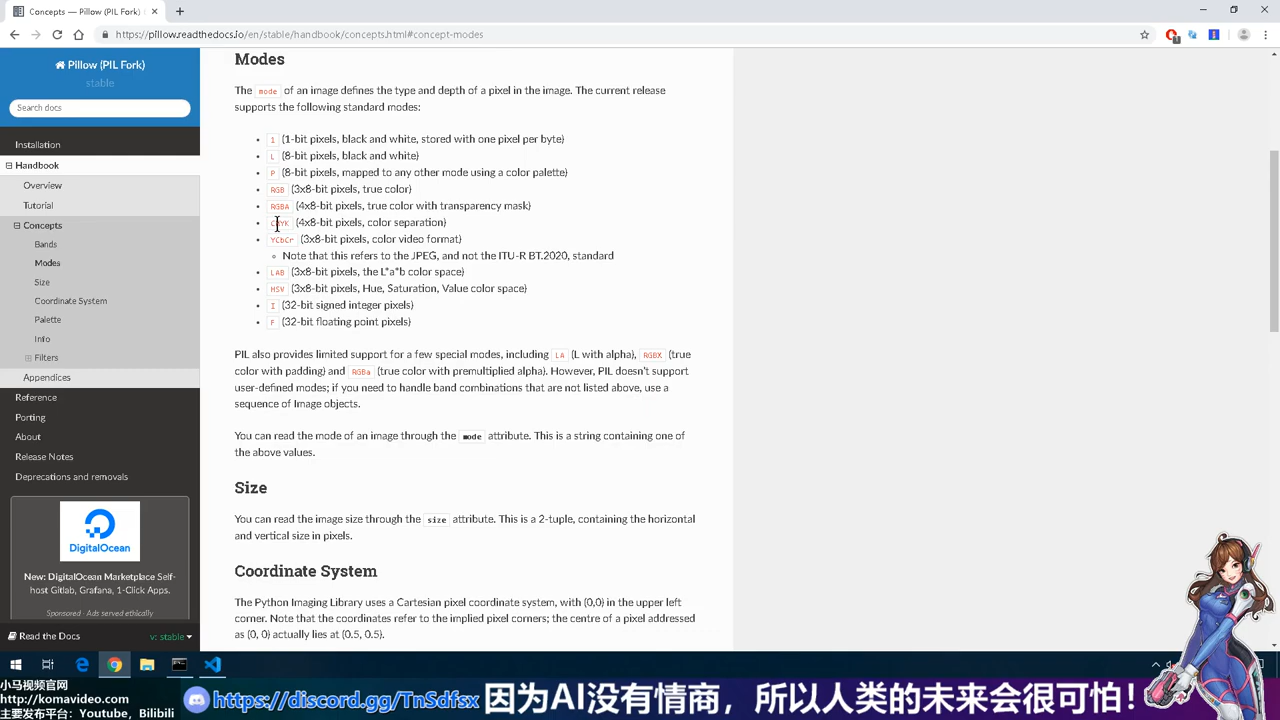 Concepts — Pillow (PIL Fork)
https://pillow.readthedocs.io/en/stable/handbook/concepts.html#concept-modes
Pillow (PIL Fork)
stable
Search docs
Installation
Handbook
Overview
Tutorial
Concepts
Bands
Modes
Size
Coordinate System
Palette
Info
Filters
Appendices
Reference
Porting
About
Release Notes
Deprecations and removals
DigitalOcean
New: DigitalOcean Marketplace Self-
host Gitlab, Grafana, 1-Click Apps.
Sponsored · Ads served ethically
Read the Docs
v: stable
Modes
The mode of an image defines the type and depth of a pixel in the image. The current release
supports the following standard modes:
1 (1-bit pixels, black and white, stored with one pixel per byte)
L (8-bit pixels, black and white)
P (8-bit pixels, mapped to any other mode using a color palette)
RGB (3x8-bit pixels, true color)
RGBA (4x8-bit pixels, true color with transparency mask)
CMYK (4x8-bit pixels, color separation)
YCbCr (3x8-bit pixels, color video format)
Note that this refers to the JPEG, and not the ITU-R BT.2020, standard
LAB (3x8-bit pixels, the L*a*b color space)
HSV (3x8-bit pixels, Hue, Saturation, Value color space)
I (32-bit signed integer pixels)
F (32-bit floating point pixels)
PIL also provides limited support for a few special modes, including LA (L with alpha), RGBX (true
color with padding) and RGBa (true color with premultiplied alpha). However, PIL doesn't support
user-defined modes; if you need to handle band combinations that are not listed above, use a
sequence of Image objects.
You can read the mode of an image through the mode attribute. This is a string containing one of
the above values.
Size
You can read the image size through the size attribute. This is a 2-tuple, containing the horizontal
and vertical size in pixels.
Coordinate System
The Python Imaging Library uses a Cartesian pixel coordinate system, with (0,0) in the upper left
corner. Note that the coordinates refer to the implied pixel corners; the centre of a pixel addressed
as (0, 0) actually lies at (0.5, 0.5).
小马视频官网
http://komavideo.com
主要发布平台：Youtube，Bilibili
https://discord.gg/TnSdfsx 因为AI没有情商，所以人类的未来会很可怕！